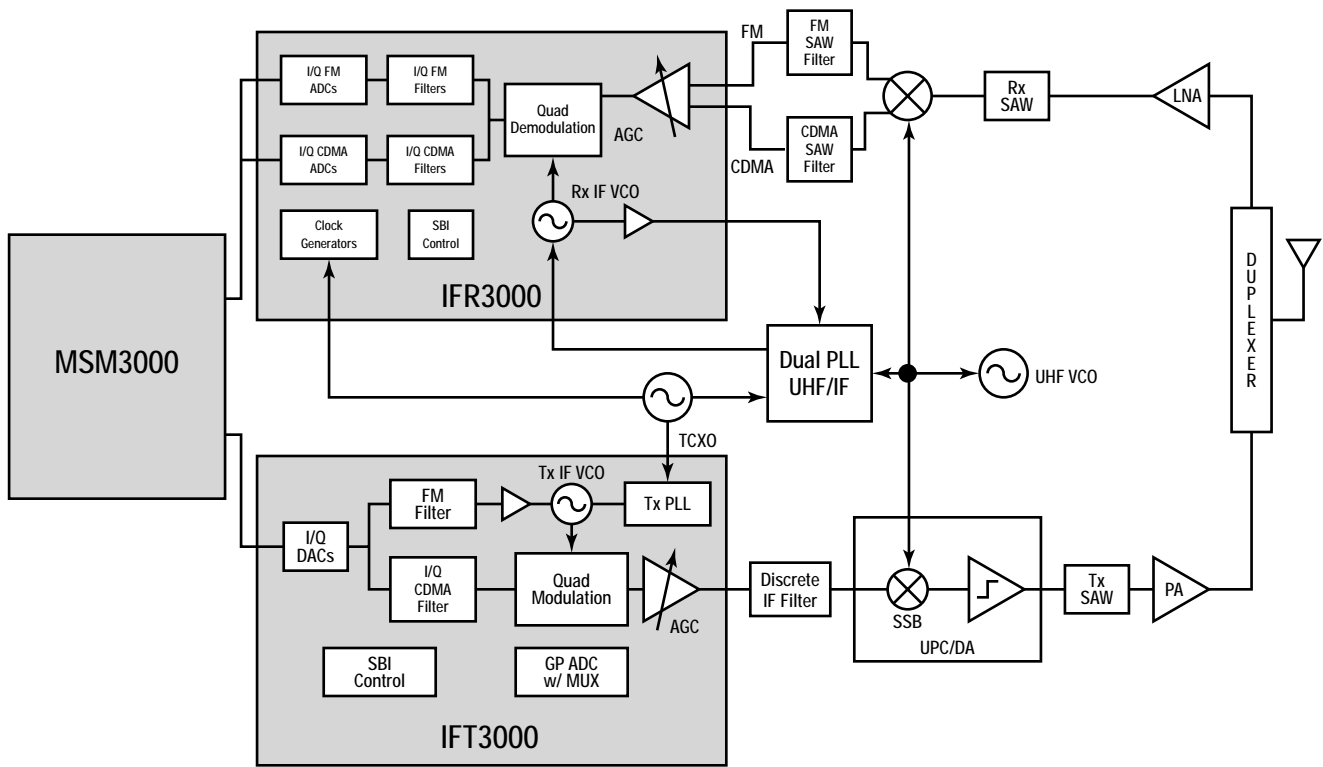 FM
FM
SAW
Filter
I/Q FM
ADCs
I/Q FM
Filters
Quad
Demodulation
AGC
Rx
SAW
LNA
I/Q CDMA
ADCs
I/Q CDMA
Filters
CDMA
CDMA
SAW
Filter
Rx IF VCO
Clock
Generators
SBI
Control
IFR3000
DUPLEXER
MSM3000
Dual PLL
UHF/IF
UHF VCO
TCXO
Tx IF VCO
FM
Filter
Tx PLL
I/Q
DACs
I/Q
CDMA
Filter
Quad
Modulation
AGC
Discrete
IF Filter
SSB
UPC/DA
Tx
SAW
PA
SBI
Control
GP ADC
w/ MUX
IFT3000